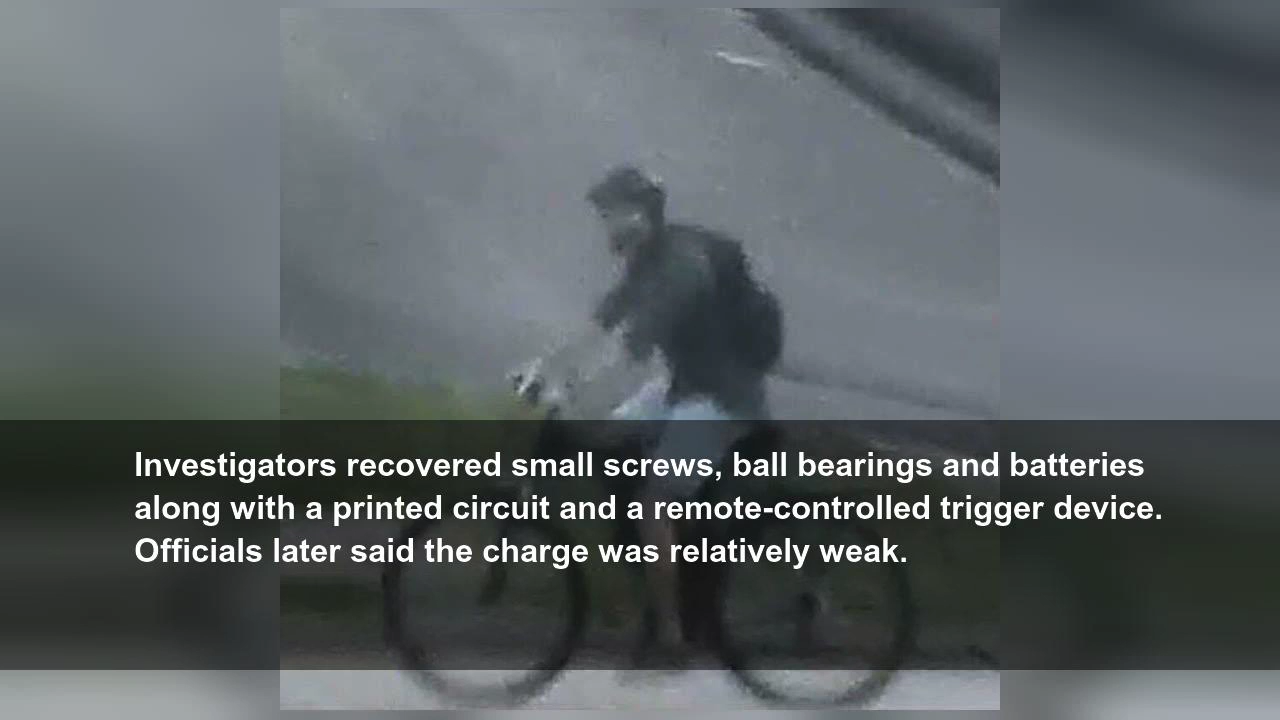 Investigators recovered small screws, ball bearings and batteries
along with a printed circuit and a remote-controlled trigger device.
Officials later said the charge was relatively weak.